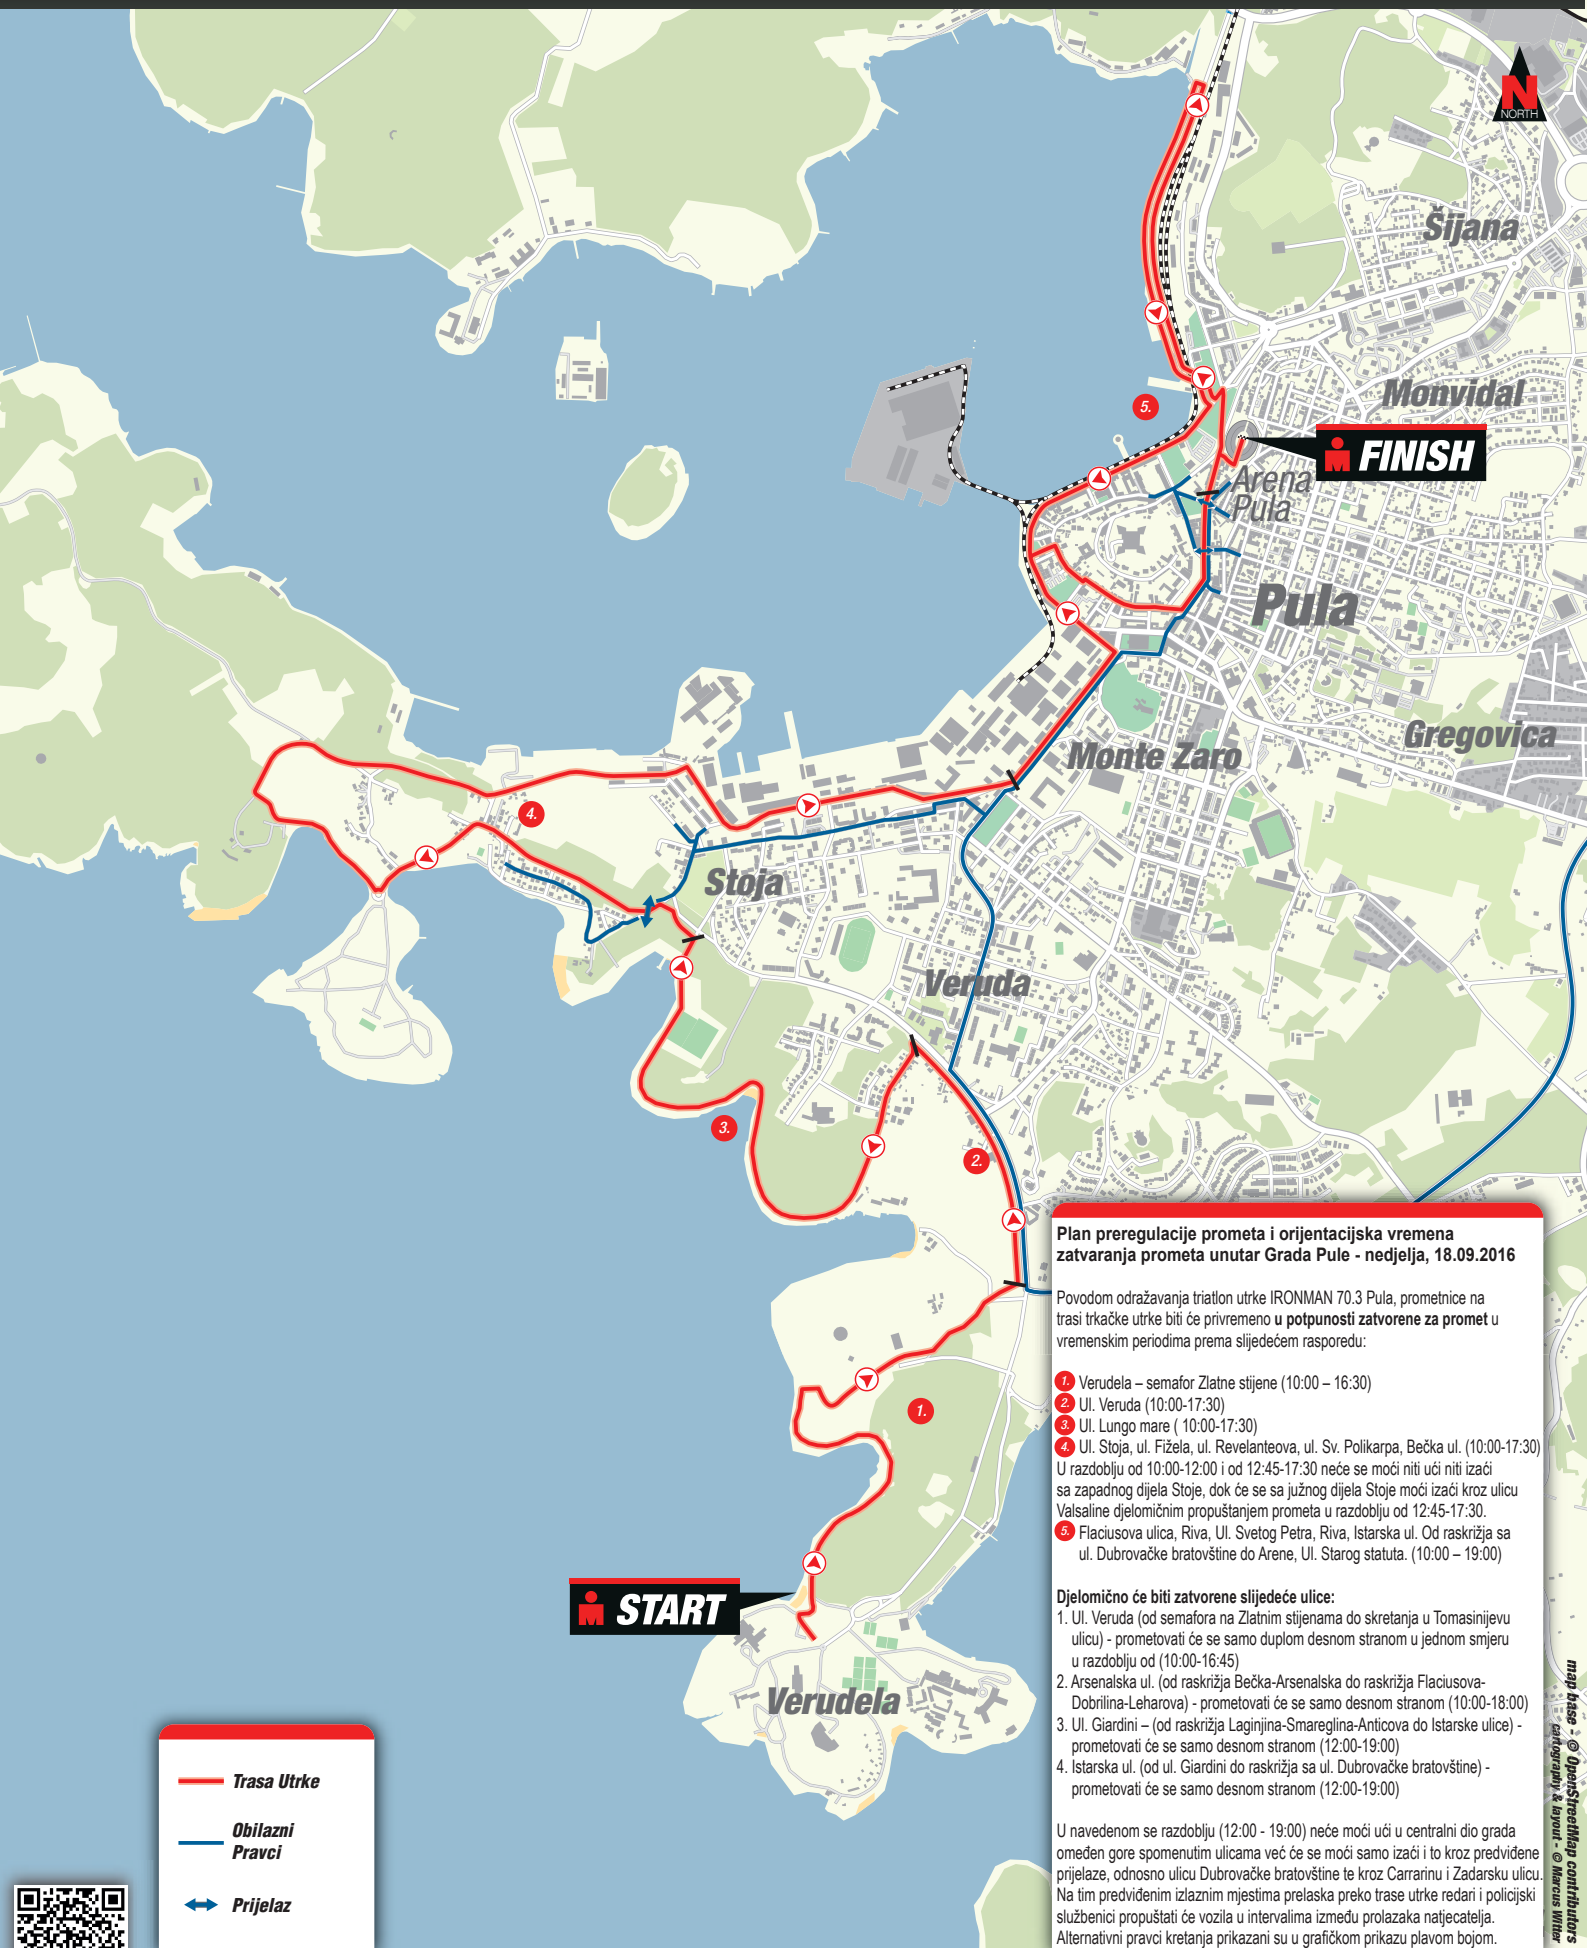 N
NORTH
Šijana
Monvidal
5.
FINISH
Arena
Pula
Pula
Gregovica
Monte Zaro
4.
Stoja
Veruda
3.
2.
1.
START
Verudela
Trasa Utrke
Obilazni
Pravci
Prijelaz
Plan preregulacije prometa i orijentacijska vremena
zatvaranja prometa unutar Grada Pule - nedjelja, 18.09.2016
Povodom odražavanja triatlon utrke IRONMAN 70.3 Pula, prometnice na
trasi trkačke utrke biti će privremeno u potpunosti zatvorene za promet u
vremenskim periodima prema slijedećem rasporedu:
1. Verudela – semafor Zlatne stijene (10:00 – 16:30)
2. Ul. Veruda (10:00-17:30)
3. Ul. Lungo mare ( 10:00-17:30)
4. Ul. Stoja, ul. Fižela, ul. Revelanteova, ul. Sv. Polikarpa, Bečka ul. (10:00-17:30)
U razdoblju od 10:00-12:00 i od 12:45-17:30 neće se moći niti ući niti izaći
sa zapadnog dijela Stoje, dok će se sa južnog dijela Stoje moći izaći kroz ulicu
Valsaline djelomičnim propuštanjem prometa u razdoblju od 12:45-17:30.
5. Flaciusova ulica, Riva, Ul. Svetog Petra, Riva, Istarska ul. Od raskrižja sa
ul. Dubrovačke bratovštine do Arene, Ul. Starog statuta. (10:00 – 19:00)
Djelomično će biti zatvorene slijedeće ulice:
1. Ul. Veruda (od semafora na Zlatnim stijenama do skretanja u Tomasinijevu
ulicu) - prometovati će se samo duplom desnom stranom u jednom smjeru
u razdoblju od (10:00-16:45)
2. Arsenalska ul. (od raskrižja Bečka-Arsenalska do raskrižja Flaciusova-
Dobrilina-Leharova) - prometovati će se samo desnom stranom (10:00-18:00)
3. Ul. Giardini – (od raskrižja Laginjina-Smareglina-Anticova do Istarske ulice) -
prometovati će se samo desnom stranom (12:00-19:00)
4. Istarska ul. (od ul. Giardini do raskrižja sa ul. Dubrovačke bratovštine) -
prometovati će se samo desnom stranom (12:00-19:00)
U navedenom se razdoblju (12:00 - 19:00) neće moći ući u centralni dio grada
omeđen gore spomenutim ulicama već će se moći samo izaći i to kroz predviđene
prijelaze, odnosno ulicu Dubrovačke bratovštine te kroz Carrarinu i Zadarsku ulicu.
Na tim predviđenim izlaznim mjestima prelaska preko trase utrke redari i policijski
službenici propuštati će vozila u intervalima između prolazaka natjecatelja.
Alternativni pravci kretanja prikazani su u grafičkom prikazu plavom bojom.
map base - © OpenStreetMap contributors
cartography & layout - © Marcus Witter